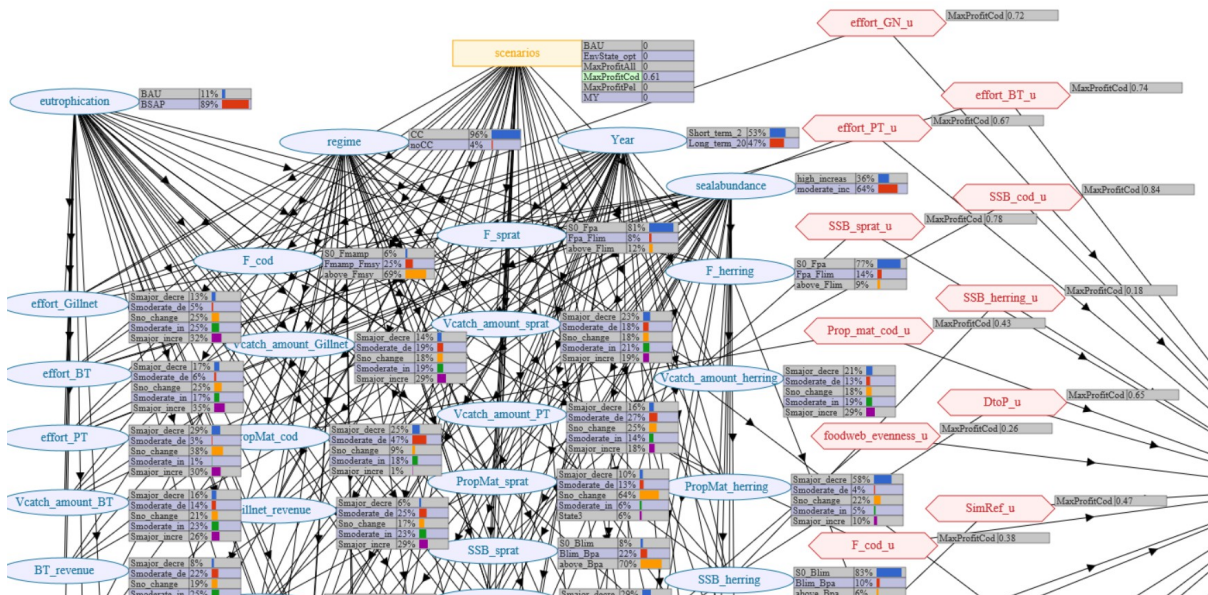 effort_GN_u
MaxProfitCod 0.72
scenarios
BAU 0
EnvState_opt 0
MaxProfitAll 0
MaxProfitCod 0.61
MaxProfitPel 0
MY 0
eutrophication
BAU 11%
BSAP 89%
effort_BT_u
MaxProfitCod 0.74
effort_PT_u
MaxProfitCod 0.67
regime
CC 96%
noCC 4%
Year
Short_term_2 53%
Long_term_20 47%
sealabundance
high_increas 36%
moderate_inc 64%
SSB_cod_u
MaxProfitCod 0.84
SSB_sprat_u
MaxProfitCod 0.78
F_sprat
S0_Fpa 81%
Fpa_Flim 8%
above_Flim 12%
F_cod
S0_Fmamp 6%
Fmamp_Fmsy 25%
above_Fmsy 69%
F_herring
S0_Fpa 77%
Fpa_Flim 14%
above_Flim 9%
SSB_herring_u
MaxProfitCod 0.18
effort_Gillnet
Smajor_decre 13%
Smoderate_de 5%
Sno_change 25%
Smoderate_in 25%
Smajor_incre 32%
Vcatch_amount_Gillnet
Smajor_decre 14%
Smoderate_de 19%
Sno_change 18%
Smoderate_in 19%
Smajor_incre 29%
Vcatch_amount_sprat
Smajor_decre 23%
Smoderate_de 18%
Sno_change 18%
Smoderate_in 21%
Smajor_incre 19%
Prop_mat_cod_u
MaxProfitCod 0.43
effort_BT
Smajor_decre 17%
Smoderate_de 6%
Sno_change 25%
Smoderate_in 17%
Smajor_incre 35%
Vcatch_amount_herring
Smajor_decre 21%
Smoderate_de 13%
Sno_change 18%
Smoderate_in 19%
Smajor_incre 29%
DtoP_u
MaxProfitCod 0.65
Vcatch_amount_PT
Smajor_decre 16%
Smoderate_de 27%
Sno_change 25%
Smoderate_in 14%
Smajor_incre 18%
foodweb_evenness_u
MaxProfitCod 0.26
effort_PT
Smajor_decre 29%
Smoderate_de 3%
Sno_change 38%
Smoderate_in 1%
Smajor_incre 30%
ropMat_cod
Smajor_decre 25%
Smoderate_de 47%
Sno_change 9%
Smoderate_in 18%
Smajor_incre 1%
PropMat_sprat
Smajor_decre 10%
Smoderate_de 13%
Sno_change 64%
Smoderate_in 6%
State3 6%
PropMat_herring
Smajor_decre 58%
Smoderate_de 4%
Sno_change 22%
Smoderate_in 5%
Smajor_incre 10%
Vcatch_amount_BT
Smajor_decre 16%
Smoderate_de 14%
Sno_change 21%
Smoderate_in 23%
Smajor_incre 26%
illnet_revenue
Smajor_decre 6%
Smoderate_de 25%
Sno_change 17%
Smoderate_in 23%
Smajor_incre 29%
SimRef_u
MaxProfitCod 0.47
F_cod_u
MaxProfitCod 0.38
SSB_sprat
S0_Blim 8%
Blim_Bpa 22%
above_Bpa 70%
BT_revenue
Smajor_decre 8%
Smoderate_de 22%
Sno_change 19%
Smoderate_in 25%
SSB_herring
S0_Blim 83%
Blim_Bpa 10%
above_Bpa 6%
Smajor_decre 29%